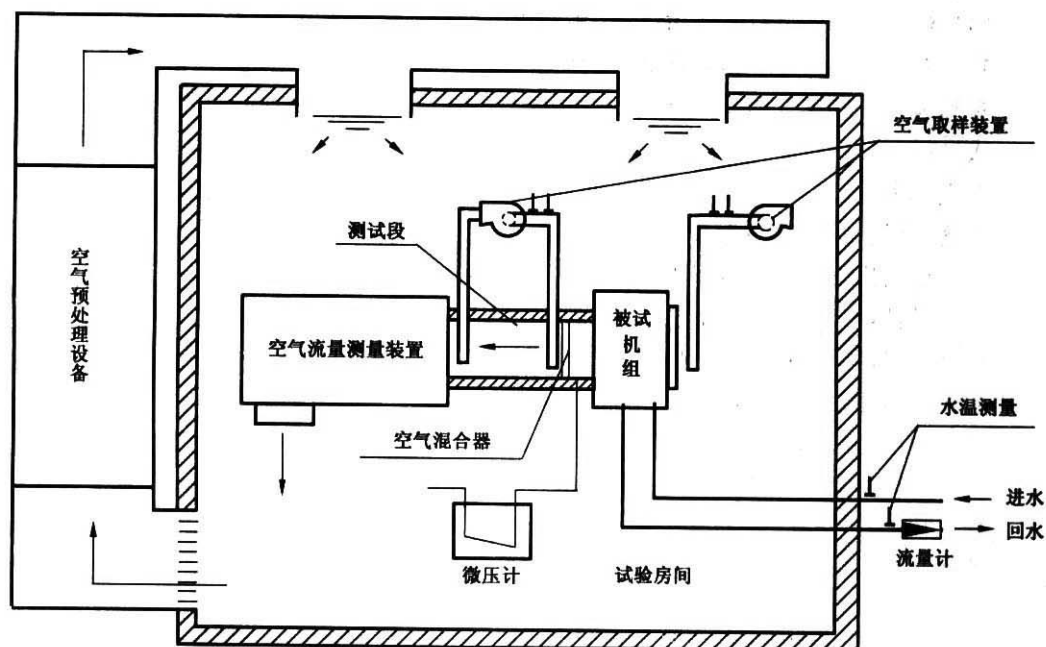 空气取样装置
测试段
空气预处理设备
空气流量测量装置
被试
机
组
空气混合器
水温测量
进水
回水
流量计
微压计
试验房间